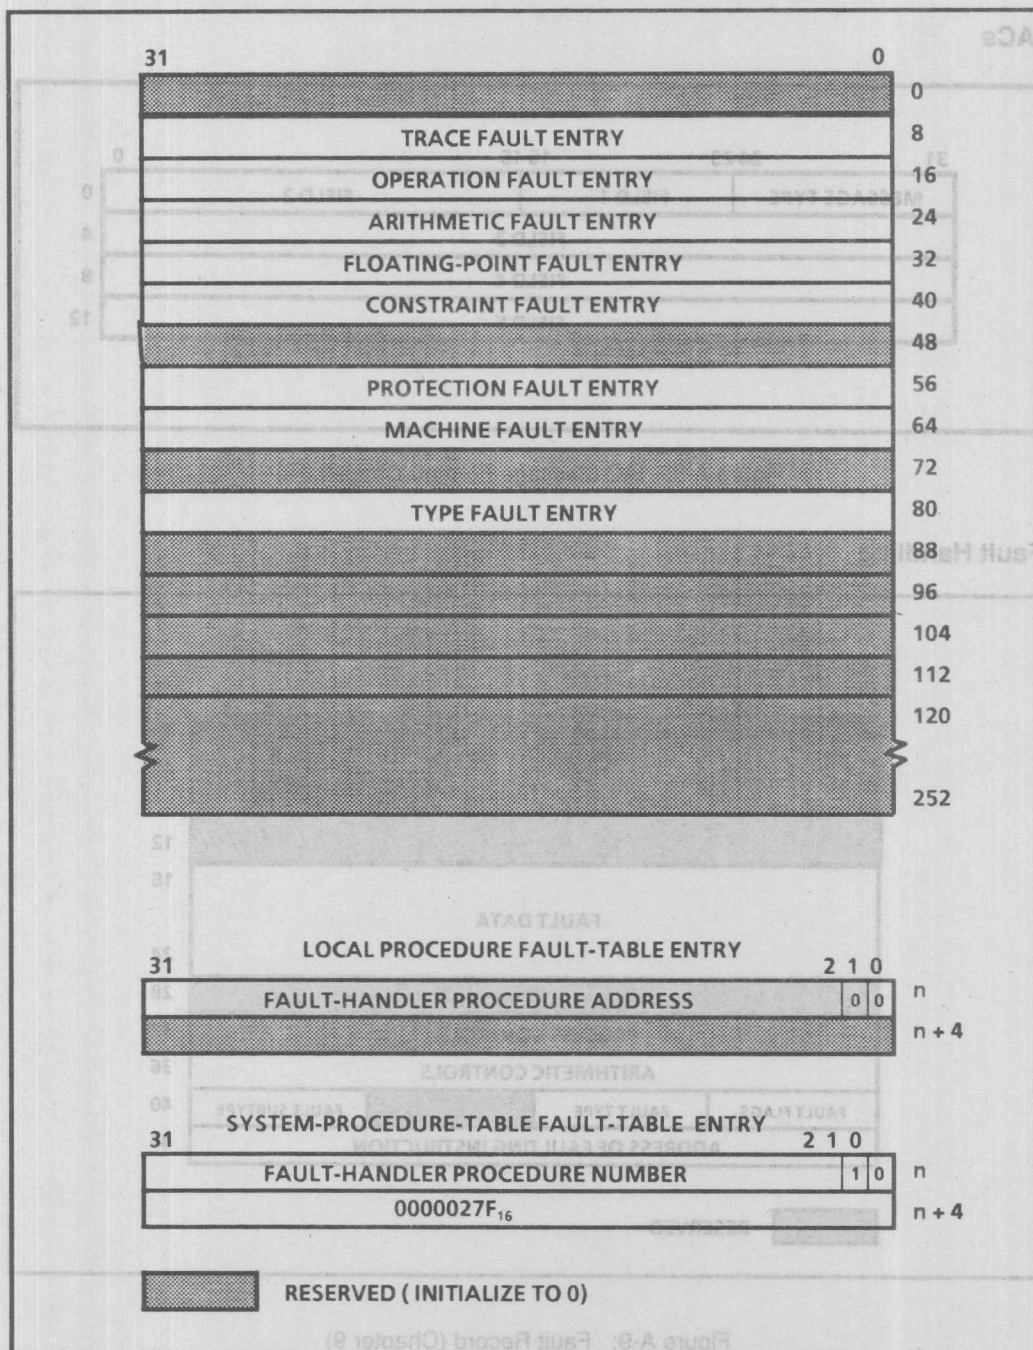 31 0
0
TRACE FAULT ENTRY 8
OPERATION FAULT ENTRY 16
ARITHMETIC FAULT ENTRY 24
FLOATING-POINT FAULT ENTRY 32
CONSTRAINT FAULT ENTRY 40
48
PROTECTION FAULT ENTRY 56
MACHINE FAULT ENTRY 64
72
TYPE FAULT ENTRY 80
88
96
104
112
120
252
LOCAL PROCEDURE FAULT-TABLE ENTRY
31 2 1 0
FAULT-HANDLER PROCEDURE ADDRESS 0 0 n
n + 4
SYSTEM-PROCEDURE-TABLE FAULT-TABLE ENTRY
31 2 1 0
FAULT-HANDLER PROCEDURE NUMBER 1 0 n
0000027F₁₆ n + 4
RESERVED ( INITIALIZE TO 0)